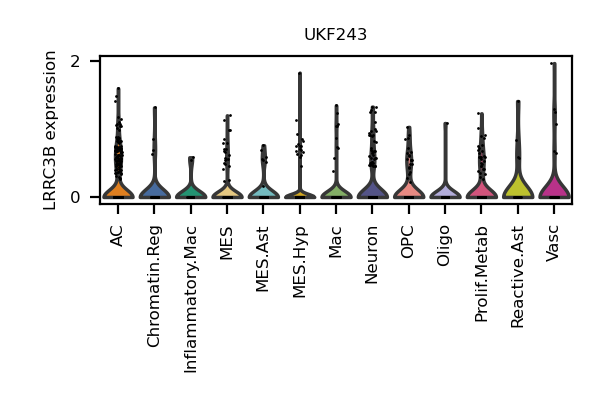 UKF243
LRRC3B expression
2
0
AC
Chromatin.Reg
Inflammatory.Mac
MES
MES.Ast
MES.Hyp
Mac
Neuron
OPC
Oligo
Prolif.Metab
Reactive.Ast
Vasc